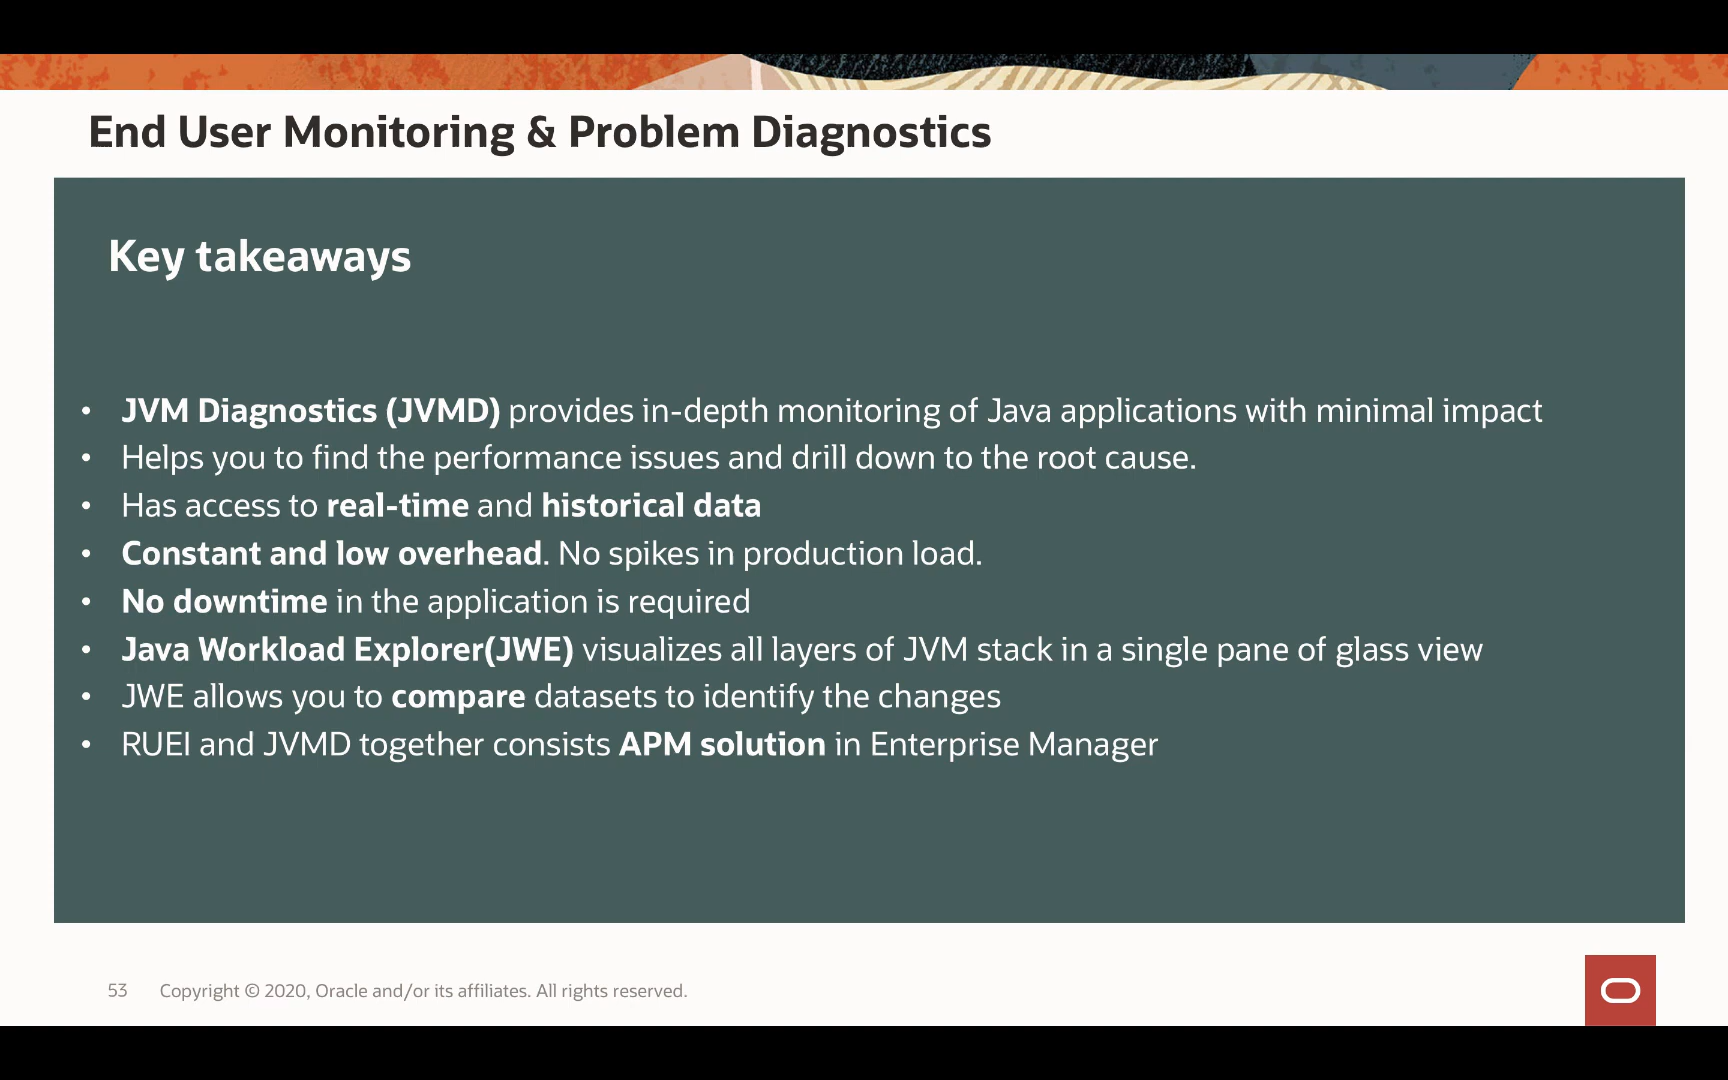 End User Monitoring & Problem Diagnostics
Key takeaways
• JVM Diagnostics (JVMD) provides in-depth monitoring of Java applications with minimal impact
• Helps you to find the performance issues and drill down to the root cause.
• Has access to real-time and historical data
• Constant and low overhead. No spikes in production load.
• No downtime in the application is required
• Java Workload Explorer(JWE) visualizes all layers of JVM stack in a single pane of glass view
• JWE allows you to compare datasets to identify the changes
• RUEI and JVMD together consists APM solution in Enterprise Manager
53 Copyright © 2020, Oracle and/or its affiliates. All rights reserved.